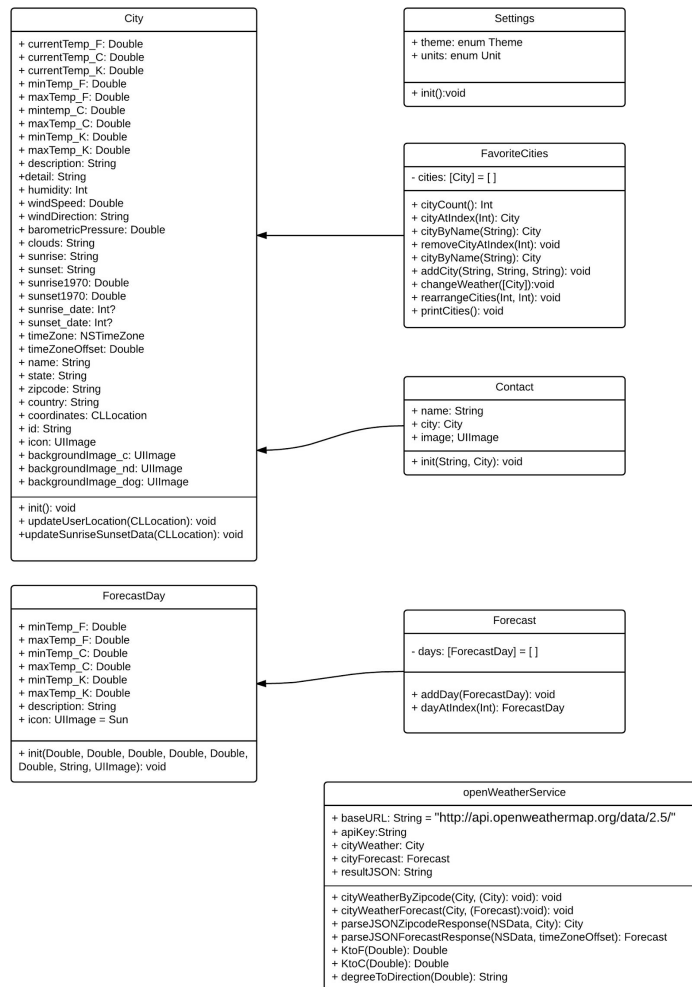 City
+ currentTemp_F: Double
+ currentTemp_C: Double
+ currentTemp_K: Double
+ minTemp_F: Double
+ maxTemp_F: Double
+ mintemp_C: Double
+ maxTemp_C: Double
+ minTemp_K: Double
+ maxTemp_K: Double
+ description: String
+detail: String
+ humidity: Int
+ windSpeed: Double
+ windDirection: String
+ barometricPressure: Double
+ clouds: String
+ sunrise: String
+ sunset: String
+ sunrise1970: Double
+ sunset1970: Double
+ sunrise_date: Int?
+ sunset_date: Int?
+ timeZone: NSTimeZone
+ timeZoneOffset: Double
+ name: String
+ state: String
+ zipcode: String
+ country: String
+ coordinates: CLLocation
+ id: String
+ icon: UIImage
+ backgroundImage_c: UIImage
+ backgroundImage_nd: UIImage
+ backgroundImage_dog: UIImage
+ init(): void
+ updateUserLocation(CLLocation): void
+updateSunriseSunsetData(CLLocation): void
Settings
+ theme: enum Theme
+ units: enum Unit
+ init():void
FavoriteCities
- cities: [City] = [ ]
+ cityCount(): Int
+ cityAtIndex(Int): City
+ cityByName(String): City
+ removeCityAtIndex(Int): void
+ cityByName(String): City
+ addCity(String, String, String): void
+ changeWeather([City]):void
+ rearrangeCities(Int, Int): void
+ printCities(): void
Contact
+ name: String
+ city: City
+ image; UIImage
+ init(String, City): void
ForecastDay
+ minTemp_F: Double
+ maxTemp_F: Double
+ minTemp_C: Double
+ maxTemp_C: Double
+ minTemp_K: Double
+ maxTemp_K: Double
+ description: String
+ icon: UIImage = Sun
+ init(Double, Double, Double, Double, Double,
Double, String, UIImage): void
Forecast
- days: [ForecastDay] = [ ]
+ addDay(ForecastDay): void
+ dayAtIndex(Int): ForecastDay
openWeatherService
+ baseURL: String = "http://api.openweathermap.org/data/2.5/"
+ apiKey:String
+ cityWeather: City
+ cityForecast: Forecast
+ resultJSON: String
+ cityWeatherByZipcode(City, (City): void): void
+ cityWeatherForecast(City, (Forecast):void): void
+ parseJSONZipcodeResponse(NSData, City): City
+ parseJSONForecastResponse(NSData, timeZoneOffset): Forecast
+ KtoF(Double): Double
+ KtoC(Double): Double
+ degreeToDirection(Double): String